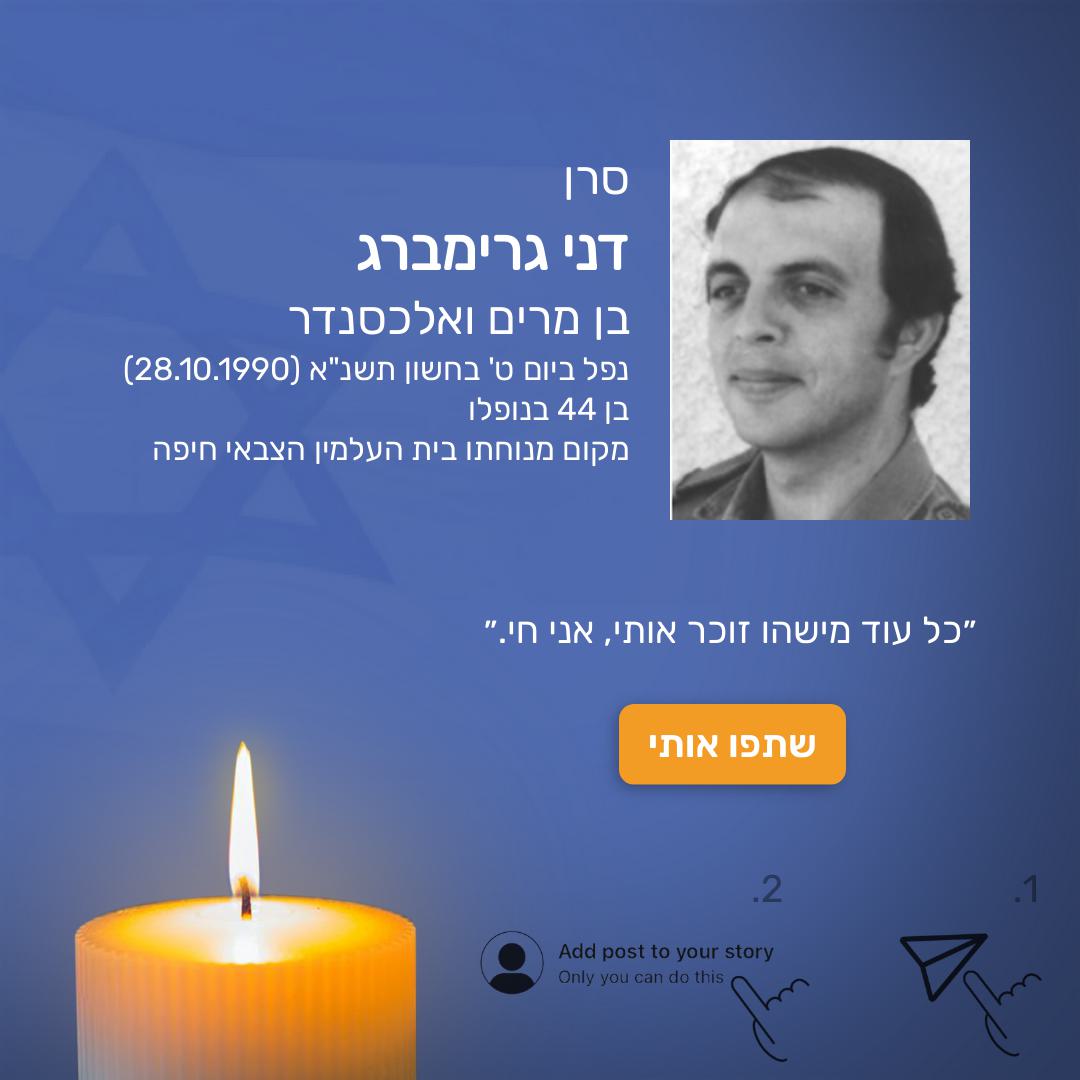 סרן
דני גרימברג
בן מרים ואלכסנדר
נפל ביום ט' בחשון תשנ"א (28.10.1990)
בן 44 בנופלו
מקום מנוחתו בית העלמין הצבאי חיפה
״כל עוד מישהו זוכר אותי, אני חי.״
שתפו אותי
1.
2.
Add post to your story
Only you can do this